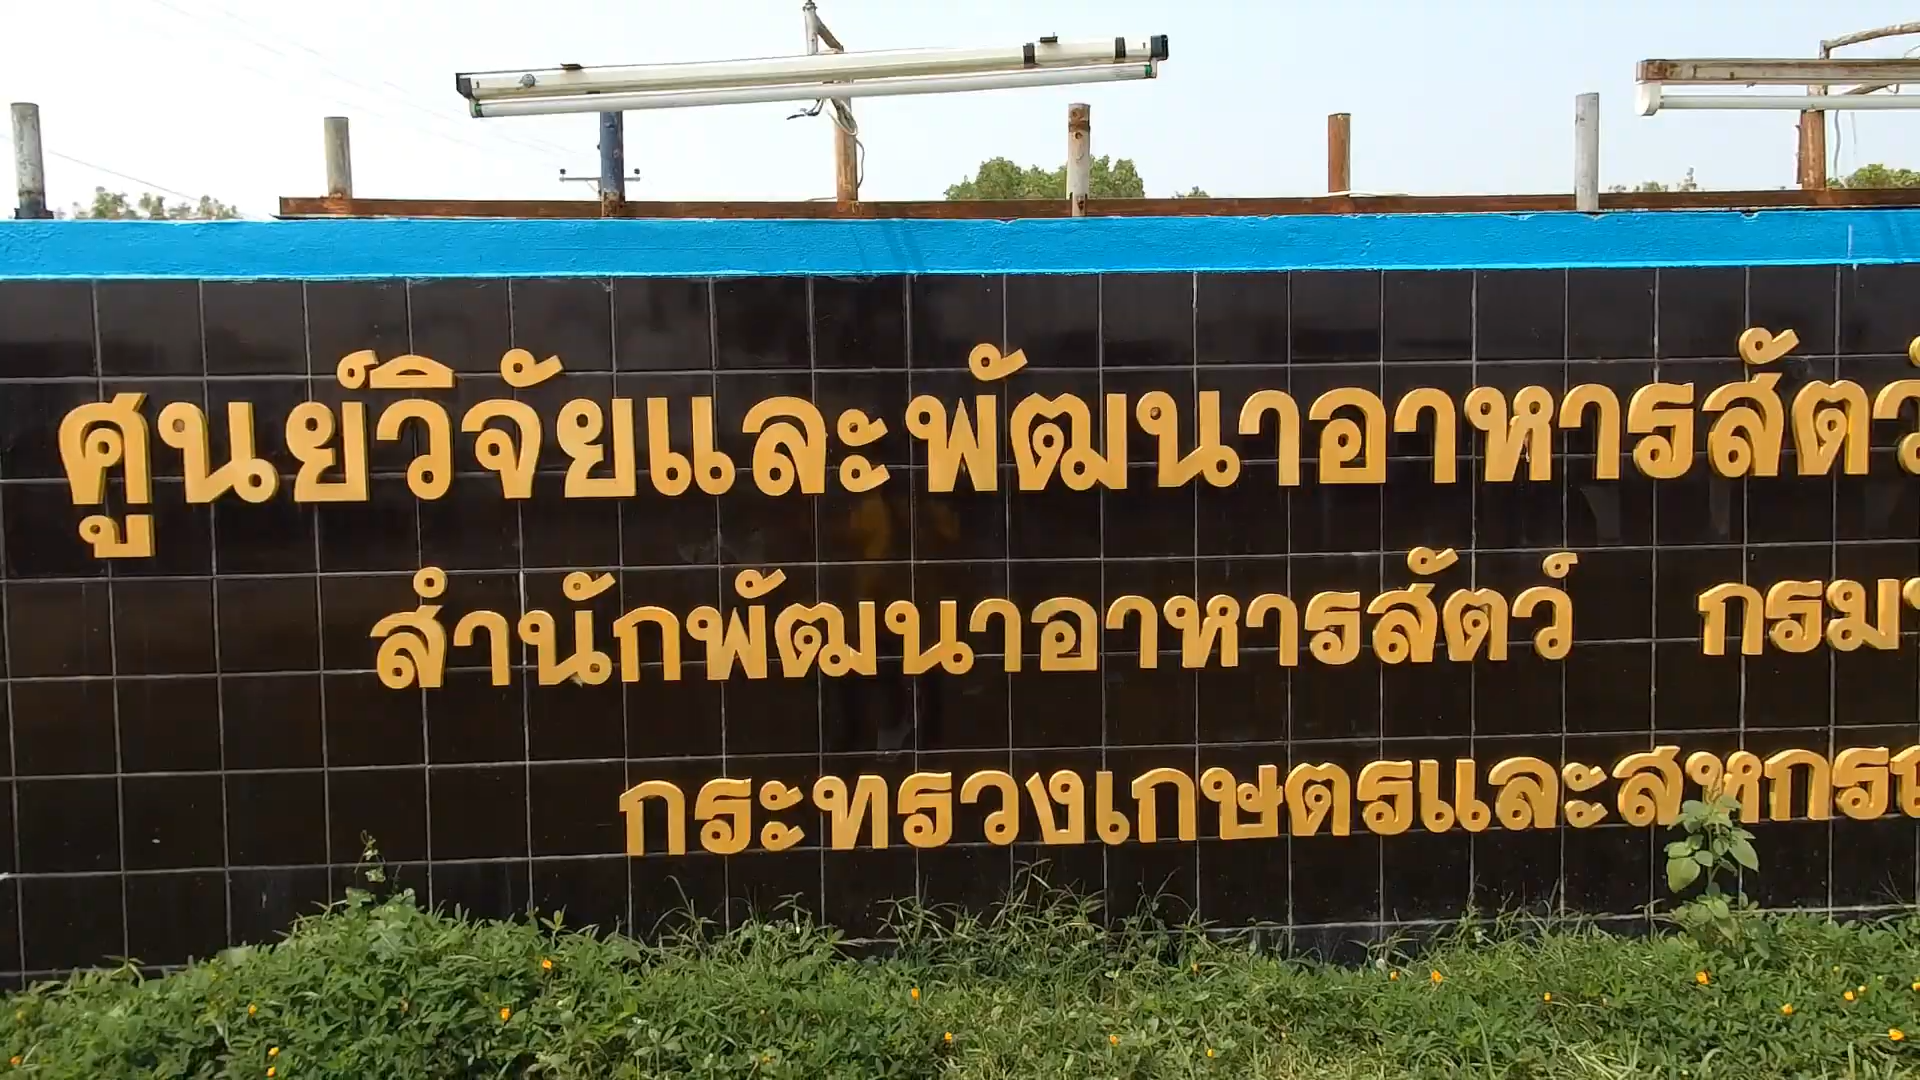 ศูนย์วิจัยและพัฒนาอาหารสัตว
สำนักพัฒนาอาหารสัตว์ กรม
กระทรวงเกษตรและสหกรณ